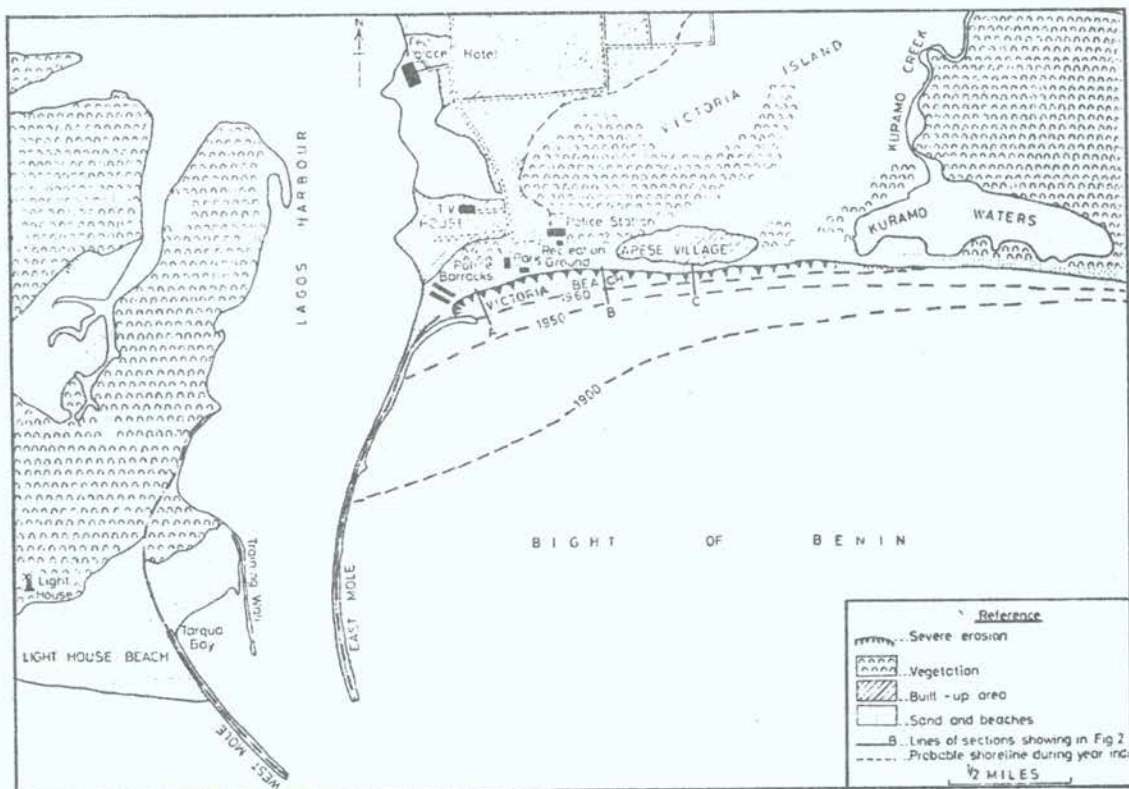 N
Hotel
VICTORIA ISLAND
KURAMO CREEK
KURAMO WATERS
LAGOS HARBOUR
T V
HOUSE
Police Station
Recreation
Ground
APESE VILLAGE
Barracks
VICTORIA BEACH
A
B
C
1960
1950
1900
BIGHT OF BENIN
EAST MOLE
Training Wall
Light
House
Tarqua
Bay
LIGHT HOUSE BEACH
WEST MOLE
Reference
Severe erosion
Vegetation
Built - up area
Sand and beaches
B Lines of sections showing in Fig 2
Probable shoreline during year
1/2 MILES